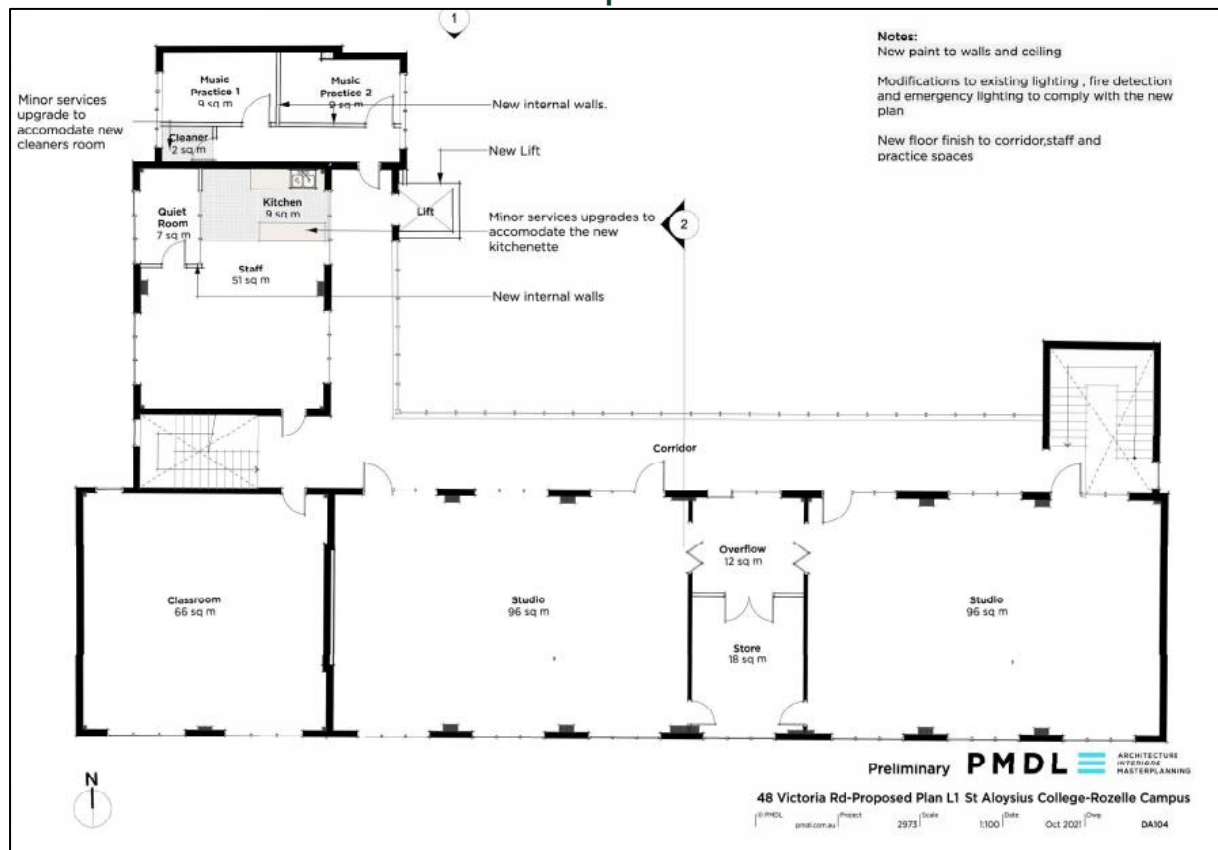 1
Notes:
New paint to walls and ceiling
Modifications to existing lighting , fire detection
and emergency lighting to comply with the new
plan
New floor finish to corridor,staff and
practice spaces
Minor services
upgrade to
accomodate new
cleaners room
Music
Practice 1
9 sq m
Music
Practice 2
9 sq m
New internal walls.
Cleaner
2 sq m
New Lift
Lift
Quiet
Room
7 sq m
Kitchen
9 sq m
Minor services upgrades to
accomodate the new
kitchenette
2
Staff
51 sq m
New internal walls
Corridor
Classroom
66 sq m
Studio
96 sq m
Overflow
12 sq m
Store
18 sq m
Studio
96 sq m
N
Preliminary PMDL ARCHITECTURE
INTERIORS
MASTERPLANNING
48 Victoria Rd-Proposed Plan L1 St Aloysius College-Rozelle Campus
© PMDL pmdl.com.au Project 2973 Scale 1:100 Date Oct 2021 Dwg DA104